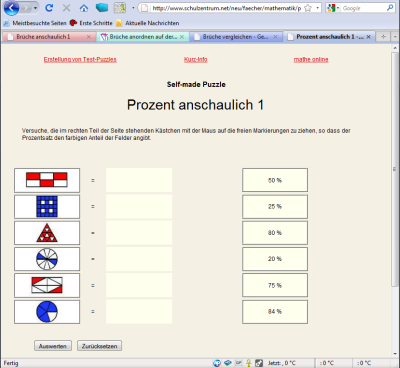 http://www.schulzentrum.net/neu/faecher/mathematik/p
Google
Meistbesuchte Seiten Erste Schritte Aktuelle Nachrichten
Brüche anschaulich 1 Brüche anordnen auf der... Brüche vergleichen - Ge... Prozent anschaulich 1 -...
Erstellung von Test-Puzzles Kurz-Info mathe online
Self-made Puzzle
Prozent anschaulich 1
Versuche, die im rechten Teil der Seite stehenden Kästchen mit der Maus auf die freien Markierungen zu ziehen, so dass der
Prozentsatz den farbigen Anteil der Felder angibt.
= 50 %
= 25 %
= 80 %
= 20 %
= 75 %
= 84 %
Auswerten Zurücksetzen
Fertig Jetzt: , 0 °C : 0 °C : 0 °C